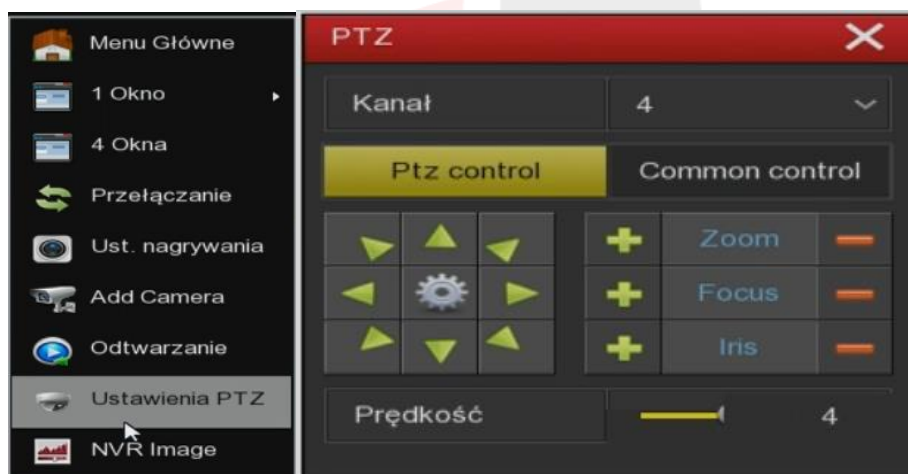 Menu Główne
1 Okno
4 Okna
Przełączanie
Ust. nagrywania
Add Camera
Odtwarzanie
Ustawienia PTZ
NVR Image
PTZ
Kanał 4
Ptz control Common control
Zoom
Focus
Iris
Prędkość 4